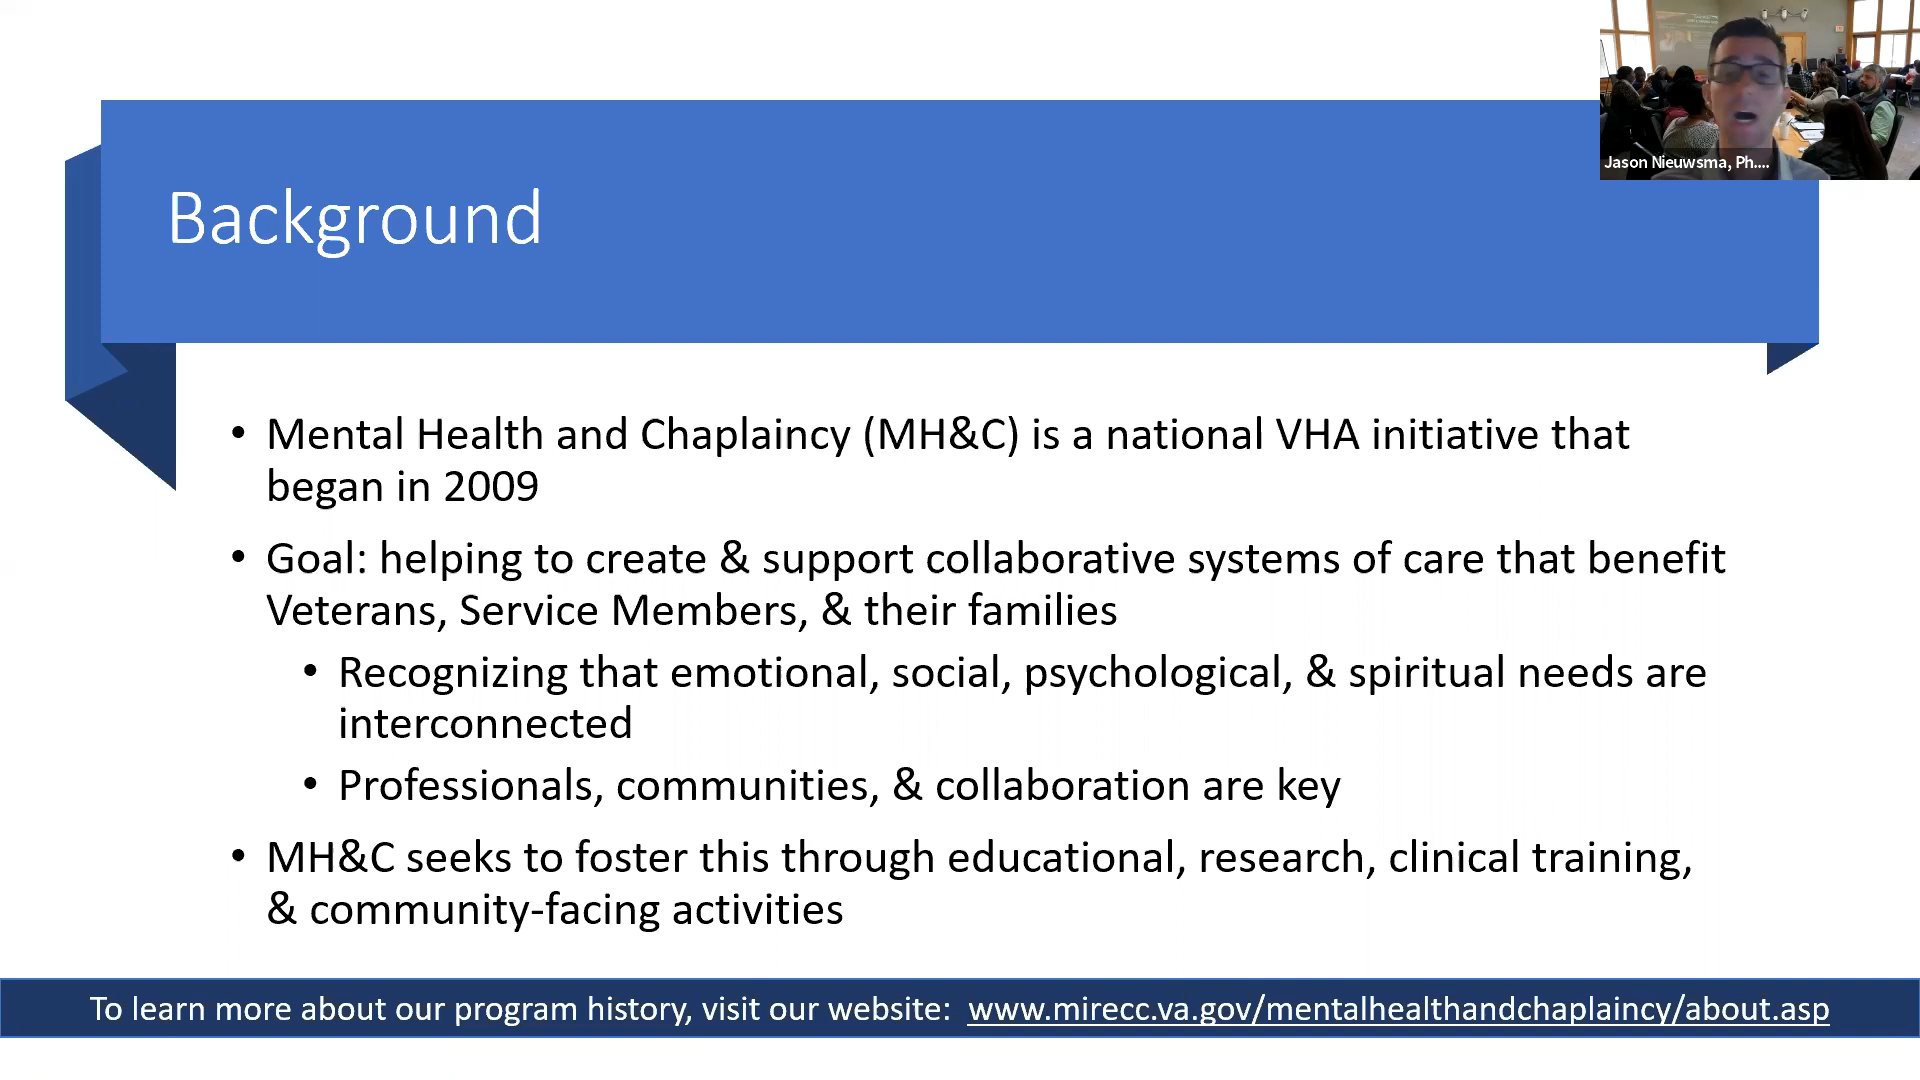 Jason Nieuwsma, Ph....
Background
• Mental Health and Chaplaincy (MH&C) is a national VHA initiative that
began in 2009
• Goal: helping to create & support collaborative systems of care that benefit
Veterans, Service Members, & their families
• Recognizing that emotional, social, psychological, & spiritual needs are
interconnected
• Professionals, communities, & collaboration are key
• MH&C seeks to foster this through educational, research, clinical training,
& community-facing activities
To learn more about our program history, visit our website: www.mirecc.va.gov/mentalhealthandchaplaincy/about.asp